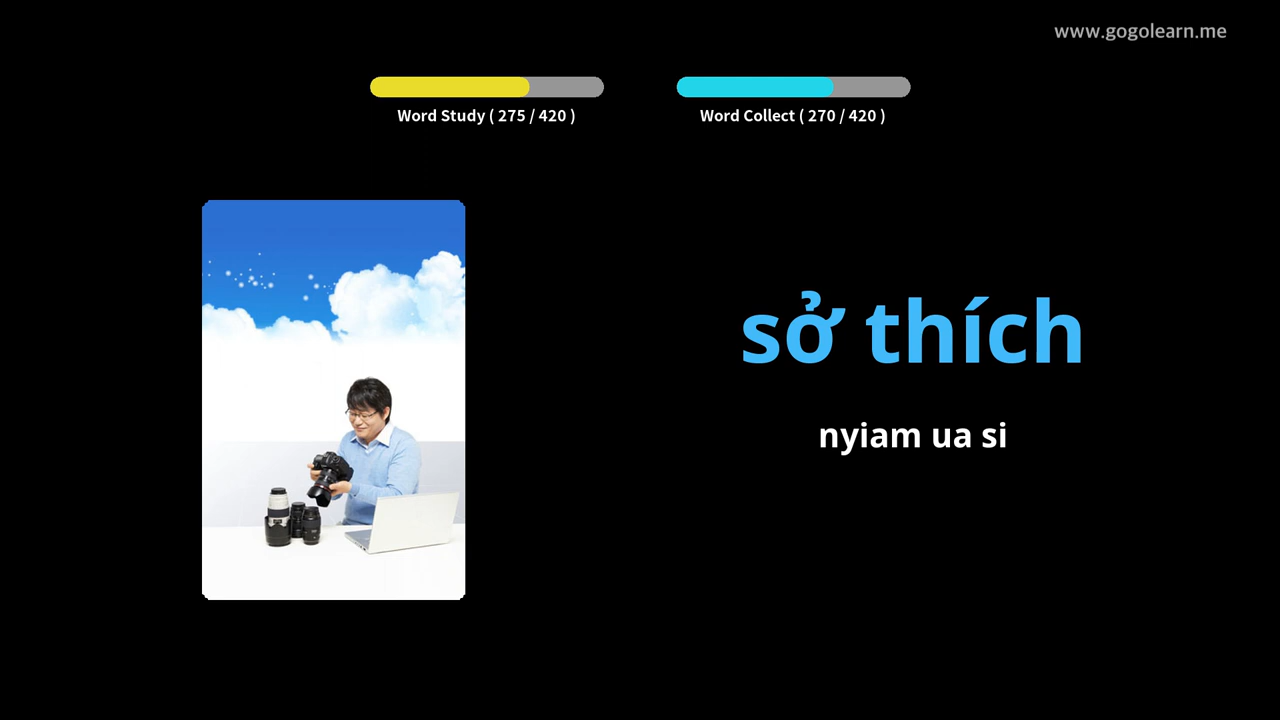 www.gogolearn.me
Word Study ( 275 / 420 )
Word Collect ( 270 / 420 )
sở thích
nyiam ua si